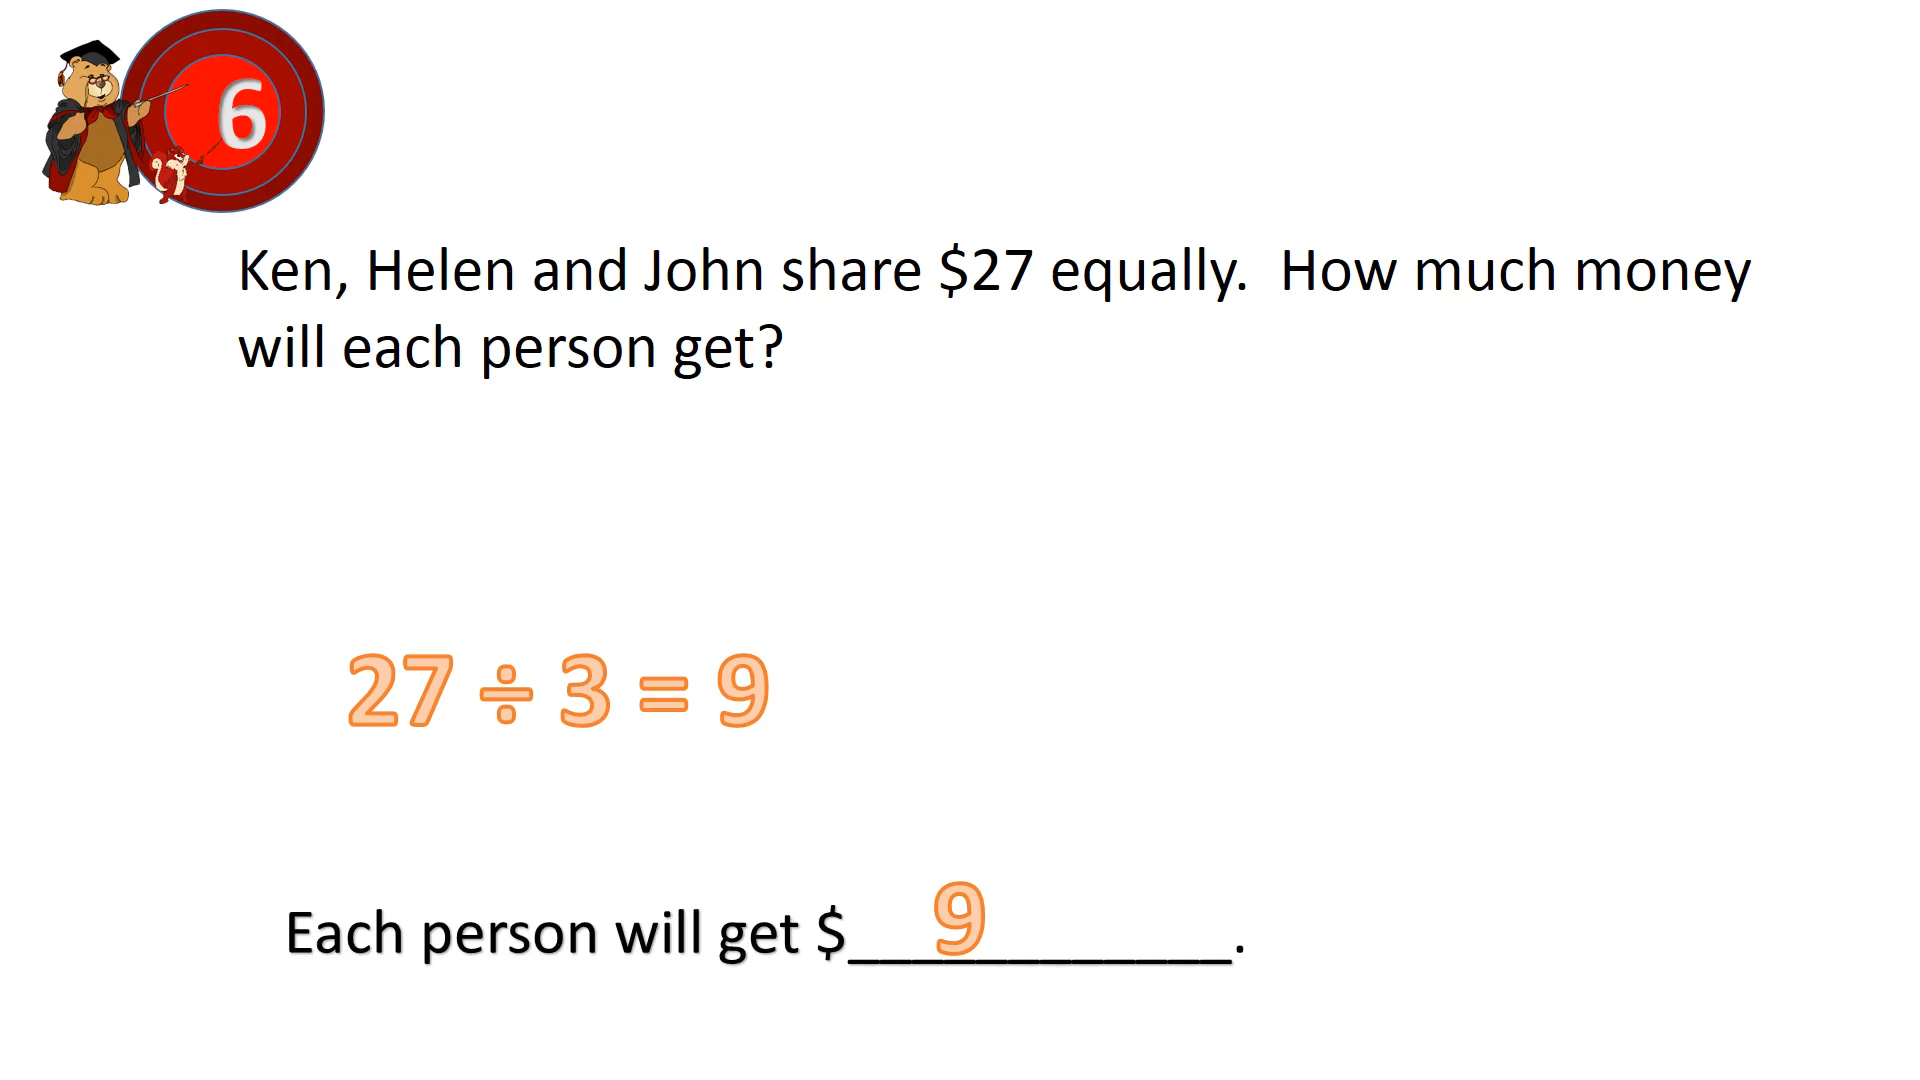 6
Ken, Helen and John share $27 equally.  How much money
will each person get?
27 ÷ 3 = 9
Each person will get $____9________.